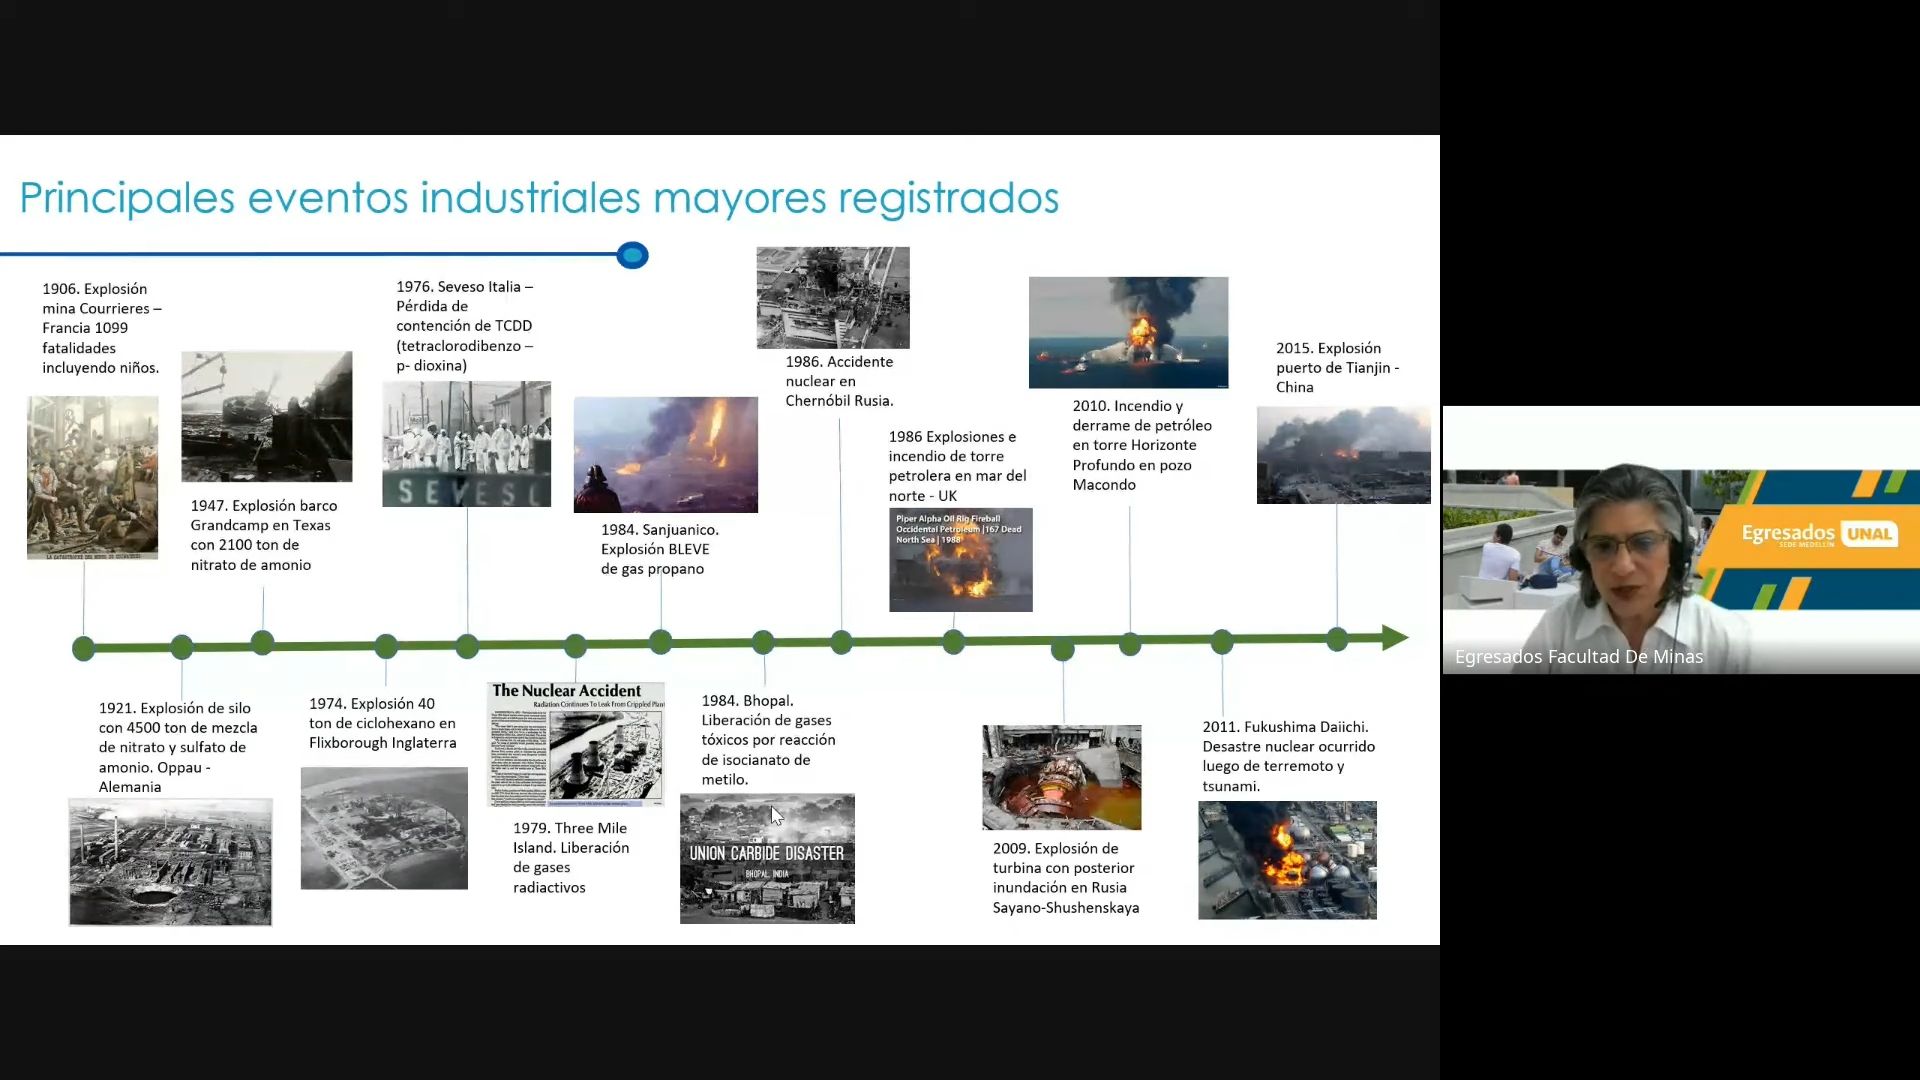 Principales eventos industriales mayores registrados
1906. Explosión
mina Courrieres –
Francia 1099
fatalidades
incluyendo niños.
1947. Explosión barco
Grandcamp en Texas
con 2100 ton de
nitrato de amonio
1976. Seveso Italia –
Pérdida de
contención de TCDD
(tetraclorodibenzo –
p- dioxina)
SEVESO
1984. Sanjuanico.
Explosión BLEVE
de gas propano
1986. Accidente
nuclear en
Chernóbil Rusia.
1986 Explosiones e
incendio de torre
petrolera en mar del
norte - UK
Piper Alpha Oil Rig Fireball
Occidental Petroleum |167 Dead
North Sea | 1988
2010. Incendio y
derrame de petróleo
en torre Horizonte
Profundo en pozo
Macondo
2015. Explosión
puerto de Tianjin -
China
1921. Explosión de silo
con 4500 ton de mezcla
de nitrato y sulfato de
amonio. Oppau -
Alemania
1974. Explosión 40
ton de ciclohexano en
Flixborough Inglaterra
The Nuclear Accident
Radiation Continues To Leak From Crippled Plant
1979. Three Mile
Island. Liberación
de gases
radiactivos
1984. Bhopal.
Liberación de gases
tóxicos por reacción
de isocianato de
metilo.
UNION CARBIDE DISASTER
BHOPAL, INDIA
2009. Explosión de
turbina con posterior
inundación en Rusia
Sayano-Shushenskaya
2011. Fukushima Daiichi.
Desastre nuclear ocurrido
luego de terremoto y
tsunami.
Egresados UNAL
SEDE MEDELLÍN
Egresados Facultad De Minas